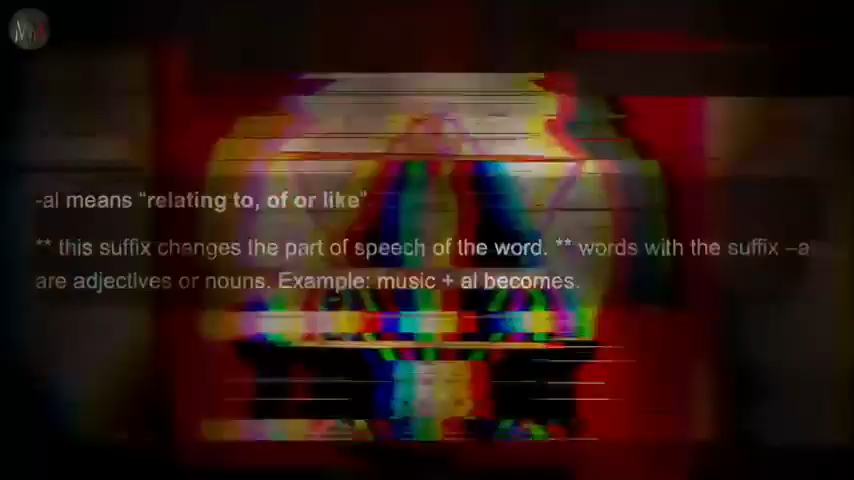 -al means "relating to, of or like"
** this suffix changes the part of speech of the word. ** words with the suffix –a
are adjectives or nouns. Example: music + al becomes.